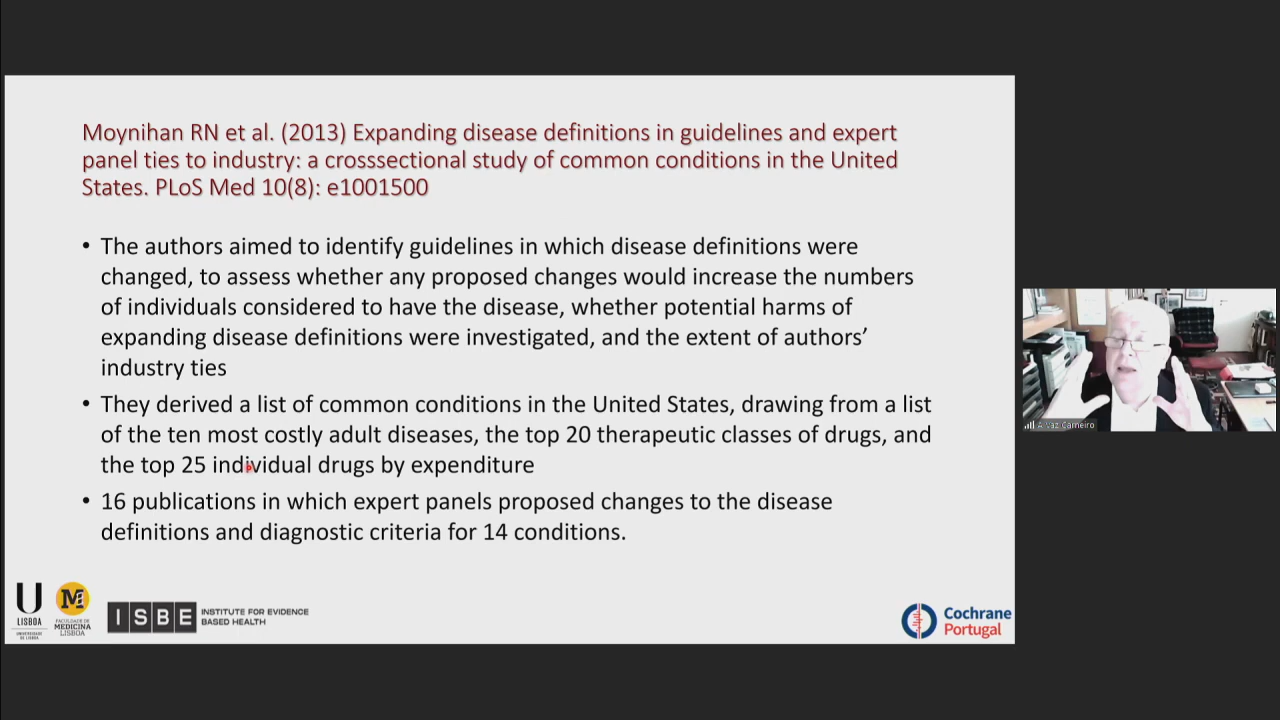 Moynihan RN et al. (2013) Expanding disease definitions in guidelines and expert
panel ties to industry: a crosssectional study of common conditions in the United
States. PLoS Med 10(8): e1001500
• The authors aimed to identify guidelines in which disease definitions were
changed, to assess whether any proposed changes would increase the numbers
of individuals considered to have the disease, whether potential harms of
expanding disease definitions were investigated, and the extent of authors’
industry ties
• They derived a list of common conditions in the United States, drawing from a list
of the ten most costly adult diseases, the top 20 therapeutic classes of drugs, and
the top 25 individual drugs by expenditure
• 16 publications in which expert panels proposed changes to the disease
definitions and diagnostic criteria for 14 conditions.
U
LISBOA
UNIVERSIDADE
DE LISBOA
M
FACULDADE DE
MEDICINA
LISBOA
ISBE
INSTITUTE FOR EVIDENCE
BASED HEALTH
Cochrane
Portugal
A Vaz Carneiro